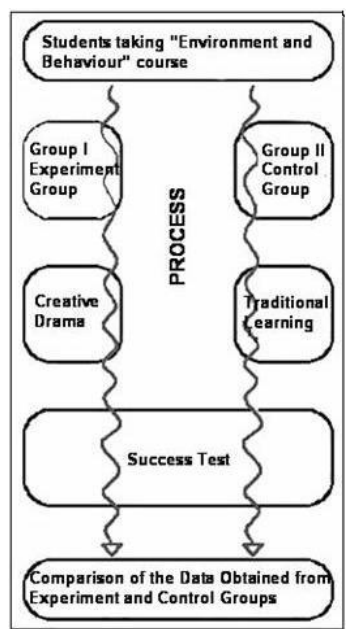 Students taking "Environment and
Behaviour" course
Group I
Experiment
Group
Group II
Control
Group
PROCESS
Creative
Drama
Traditional
Learning
Success Test
Comparison of the Data Obtained from
Experiment and Control Groups